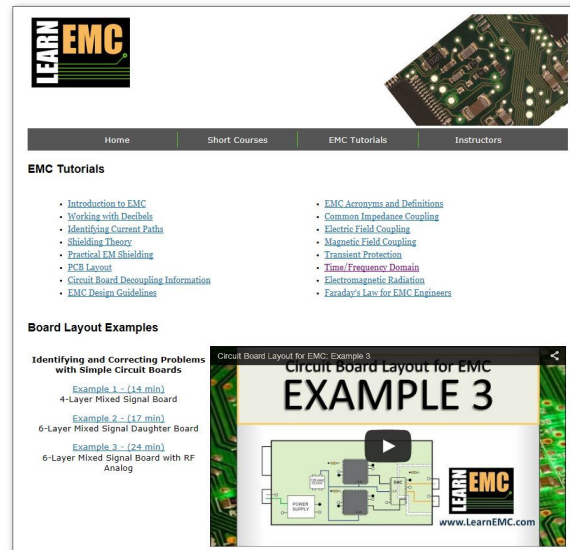 LEARN EMC
Home Short Courses EMC Tutorials Instructors
EMC Tutorials
Introduction to EMC
Working with Decibels
Identifying Current Paths
Shielding Theory
Practical EM Shielding
PCB Layout
Circuit Board Decoupling Information
EMC Design Guidelines
EMC Acronyms and Definitions
Common Impedance Coupling
Electric Field Coupling
Magnetic Field Coupling
Transient Protection
Time/Frequency Domain
Electromagnetic Radiation
Faraday's Law for EMC Engineers
Board Layout Examples
Identifying and Correcting Problems
with Simple Circuit Boards
Example 1 - (14 min)
4-Layer Mixed Signal Board
Example 2 - (17 min)
6-Layer Mixed Signal Daughter Board
Example 3 - (24 min)
6-Layer Mixed Signal Board with RF
Analog
Circuit Board Layout for EMC: Example 3
Circuit Board Layout for EMC
EXAMPLE 3
POWER
SUPPLY
DAC
LEARN EMC
www.LearnEMC.com